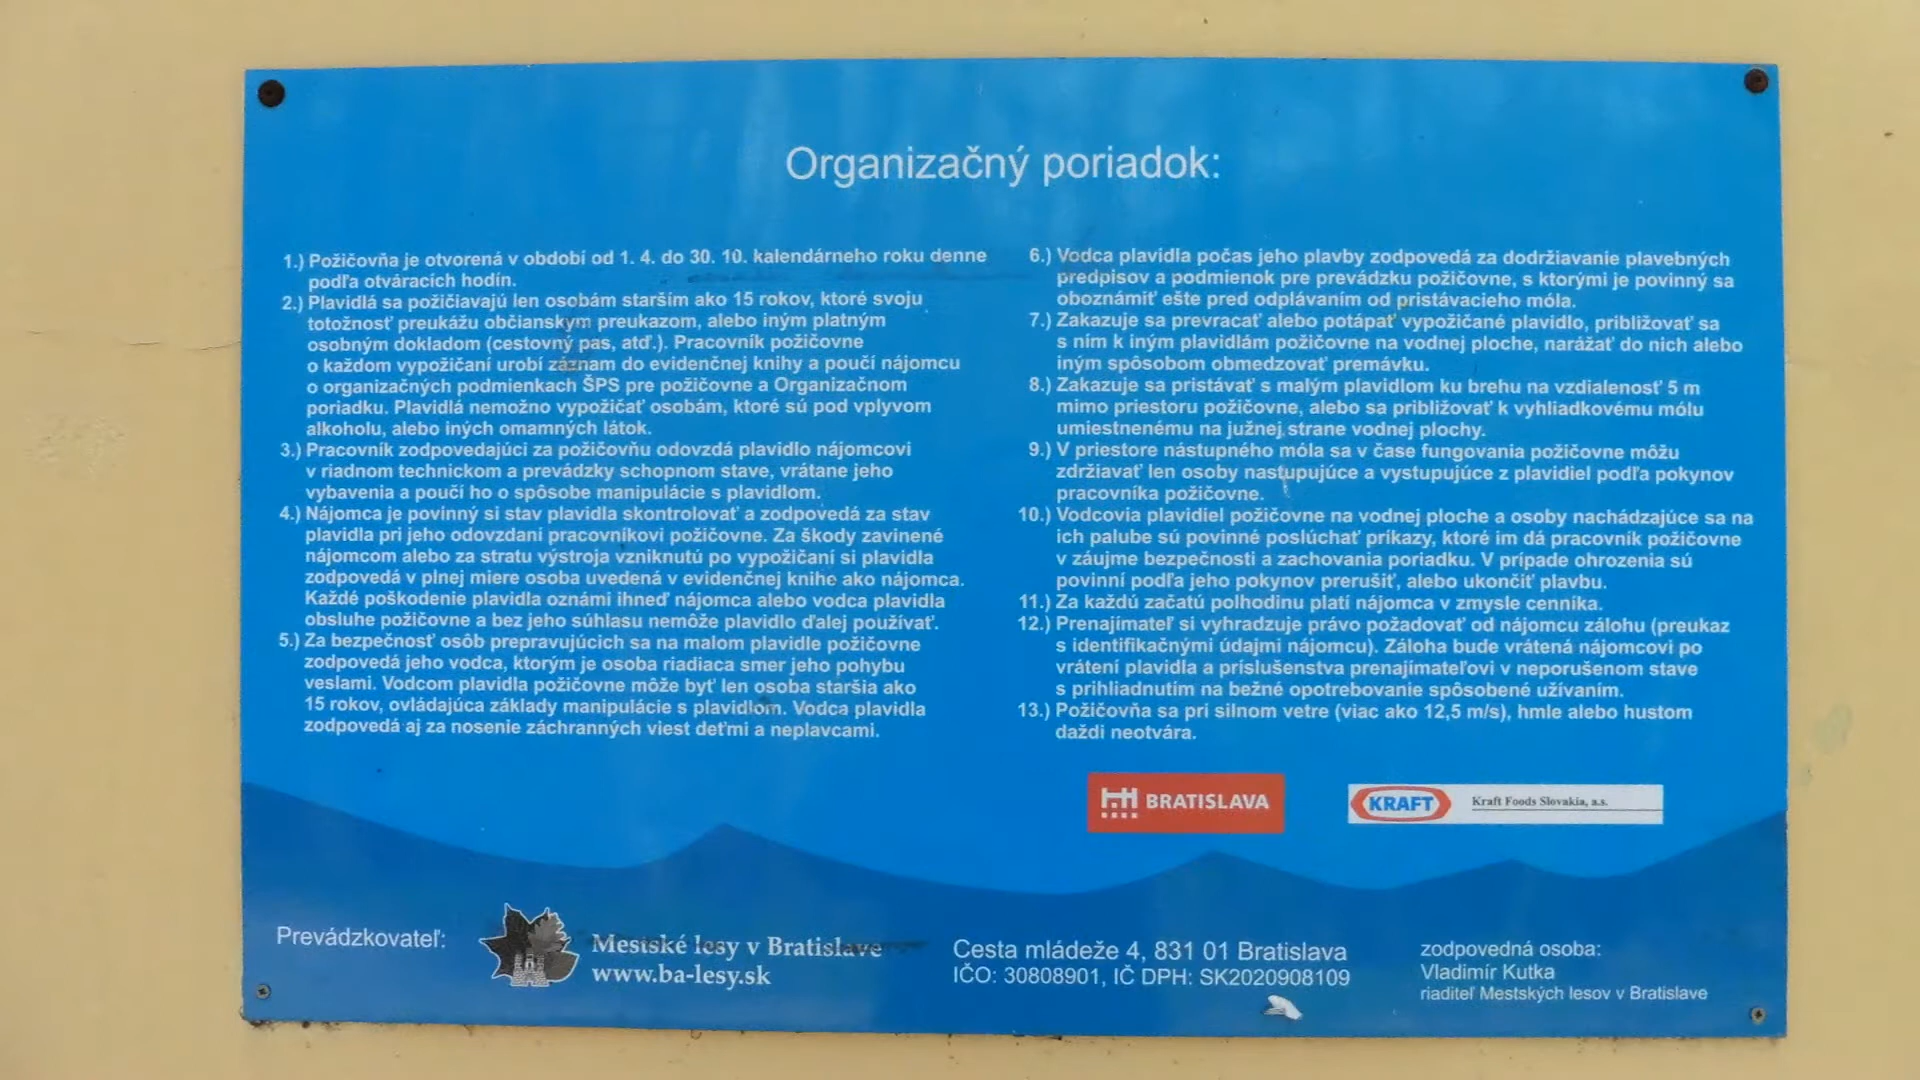 Organizačný poriadok:
1.) Požičovňa je otvorená v období od 1. 4. do 30. 10. kalendárneho roku denne
podľa otváracích hodín.
2.) Plavidlá sa požičiavajú len osobám starším ako 15 rokov, ktoré svoju
totožnosť preukážu občianskym preukazom, alebo iným platným
osobným dokladom (cestovný pas, atď.). Pracovník požičovne
o každom vypožičaní urobí záznam do evidenčnej knihy a poučí nájomcu
o organizačných podmienkach ŠPS pre požičovne a Organizačnom
poriadku. Plavidlá nemožno vypožičať osobám, ktoré sú pod vplyvom
alkoholu, alebo iných omamných látok.
3.) Pracovník zodpovedajúci za požičovňu odovzdá plavidlo nájomcovi
v riadnom technickom a prevádzky schopnom stave, vrátane jeho
vybavenia a poučí ho o spôsobe manipulácie s plavidlom.
4.) Nájomca je povinný si stav plavidla skontrolovať a zodpovedá za stav
plavidla pri jeho odovzdaní pracovníkovi požičovne. Za škody zavinené
nájomcom alebo za stratu výstroja vzniknutú po vypožičaní si plavidla
zodpovedá v plnej miere osoba uvedená v evidenčnej knihe ako nájomca.
Každé poškodenie plavidla oznámi ihneď nájomca alebo vodca plavidla
obsluhe požičovne a bez jeho súhlasu nemôže plavidlo ďalej používať.
5.) Za bezpečnosť osôb prepravujúcich sa na malom plavidle požičovne
zodpovedá jeho vodca, ktorým je osoba riadiaca smer jeho pohybu
veslami. Vodcom plavidla požičovne môže byť len osoba staršia ako
15 rokov, ovládajúca základy manipulácie s plavidlom. Vodca plavidla
zodpovedá aj za nosenie záchranných viest deťmi a neplavcami.
6.) Vodca plavidla počas jeho plavby zodpovedá za dodržiavanie plavebných
predpisov a podmienok pre prevádzku požičovne, s ktorými je povinný sa
oboznámiť ešte pred odplávaním od pristávacieho móla.
7.) Zakazuje sa prevracať alebo potápať vypožičané plavidlo, približovať sa
s ním k iným plavidlám požičovne na vodnej ploche, narážať do nich alebo
iným spôsobom obmedzovať premávku.
8.) Zakazuje sa pristávať s malým plavidlom ku brehu na vzdialenosť 5 m
mimo priestoru požičovne, alebo sa približovať k vyhliadkovému mólu
umiestnenému na južnej strane vodnej plochy.
9.) V priestore nástupného móla sa v čase fungovania požičovne môžu
zdržiavať len osoby nastupujúce a vystupujúce z plavidiel podľa pokynov
pracovníka požičovne.
10.) Vodcovia plavidiel požičovne na vodnej ploche a osoby nachádzajúce sa na
ich palube sú povinné poslúchať príkazy, ktoré im dá pracovník požičovne
v záujme bezpečnosti a zachovania poriadku. V prípade ohrozenia sú
povinní podľa jeho pokynov prerušiť, alebo ukončiť plavbu.
11.) Za každú začatú polhodinu platí nájomca v zmysle cenníka.
12.) Prenajímateľ si vyhradzuje právo požadovať od nájomcu zálohu (preukaz
s identifikačnými údajmi nájomcu). Záloha bude vrátená nájomcovi po
vrátení plavidla a príslušenstva prenajímateľovi v neporušenom stave
s prihliadnutím na bežné opotrebovanie spôsobené užívaním.
13.) Požičovňa sa pri silnom vetre (viac ako 12,5 m/s), hmle alebo hustom
daždi neotvára.
BRATISLAVA
KRAFT Kraft Foods Slovakia, a.s.
Prevádzkovateľ:
Mestské lesy v Bratislave
www.ba-lesy.sk
Cesta mládeže 4, 831 01 Bratislava
IČO: 30808901, IČ DPH: SK2020908109
zodpovedná osoba:
Vladimír Kutka
riaditeľ Mestských lesov v Bratislave